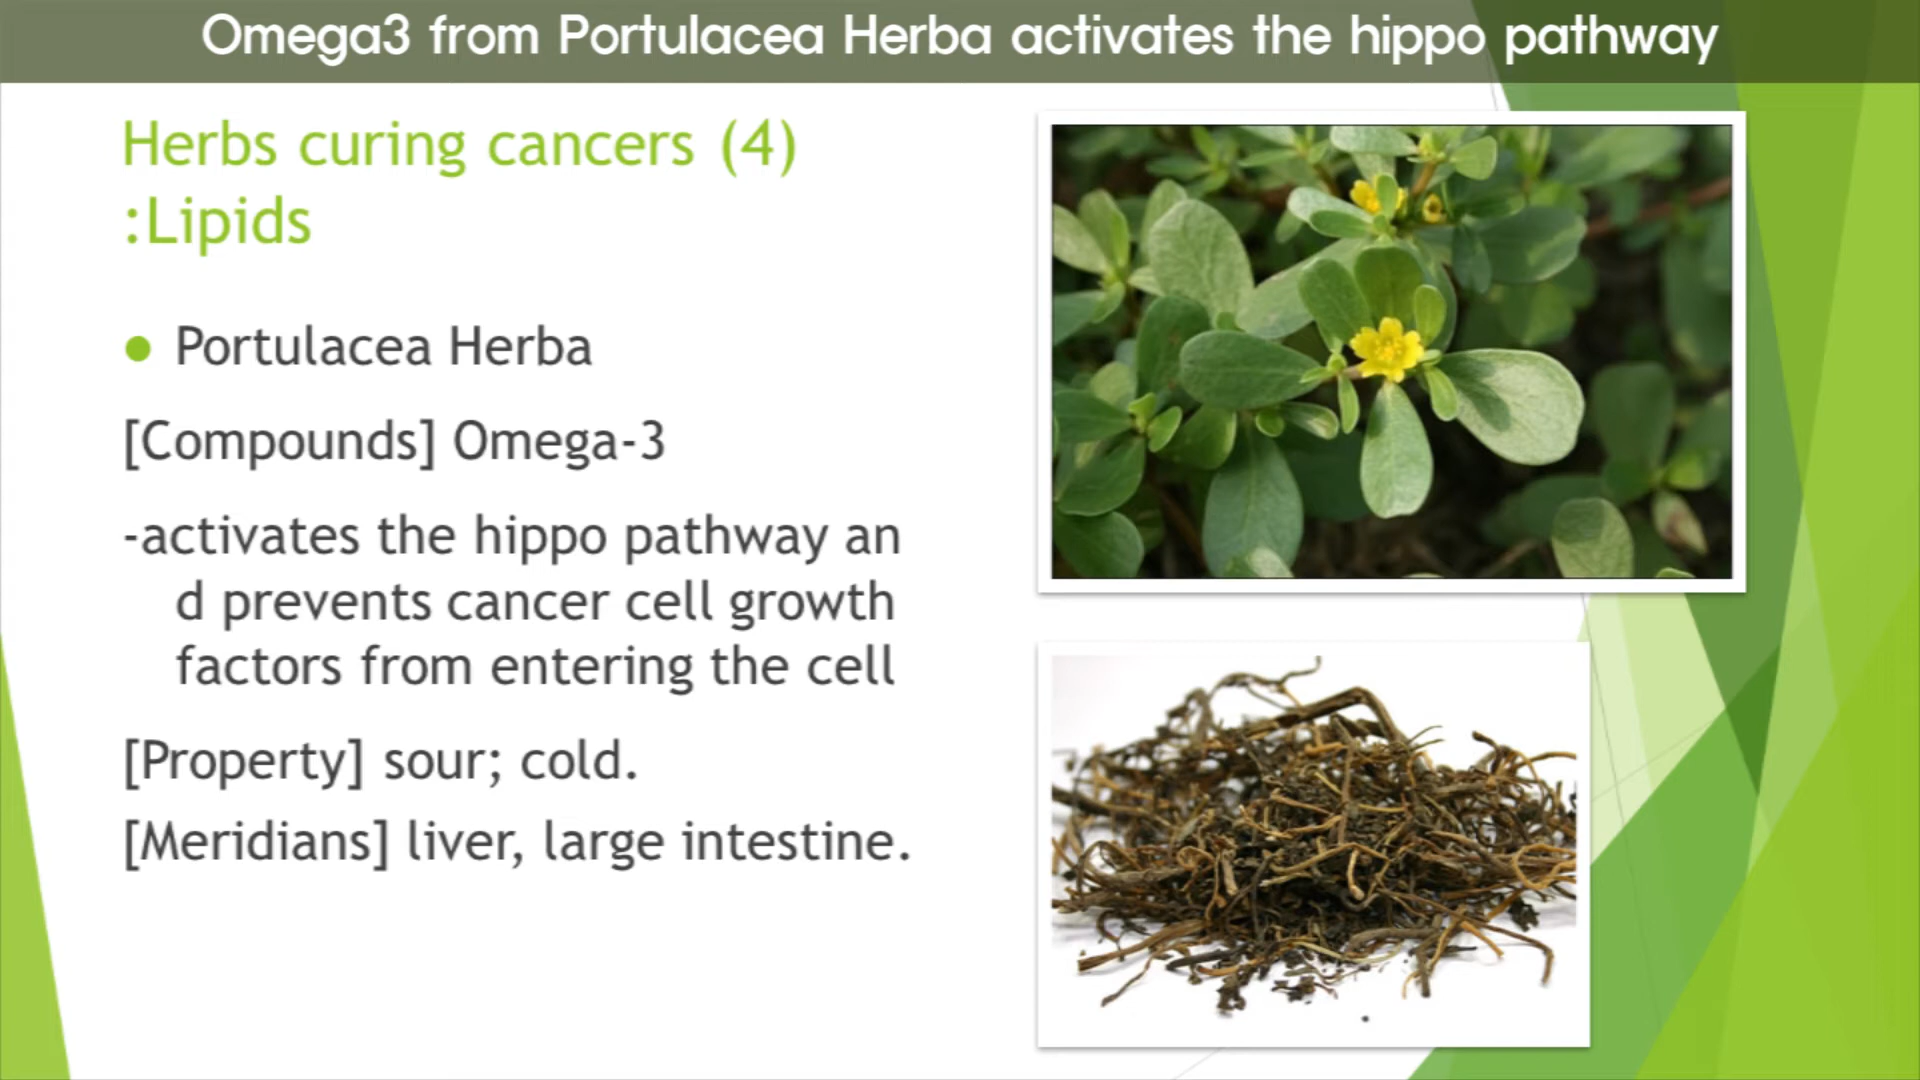 Omega3 from Portulacea Herba activates the hippo pathway
Herbs curing cancers (4)
:Lipids
● Portulacea Herba
[Compounds] Omega-3
-activates the hippo pathway an
d prevents cancer cell growth
factors from entering the cell
[Property] sour; cold.
[Meridians] liver, large intestine.